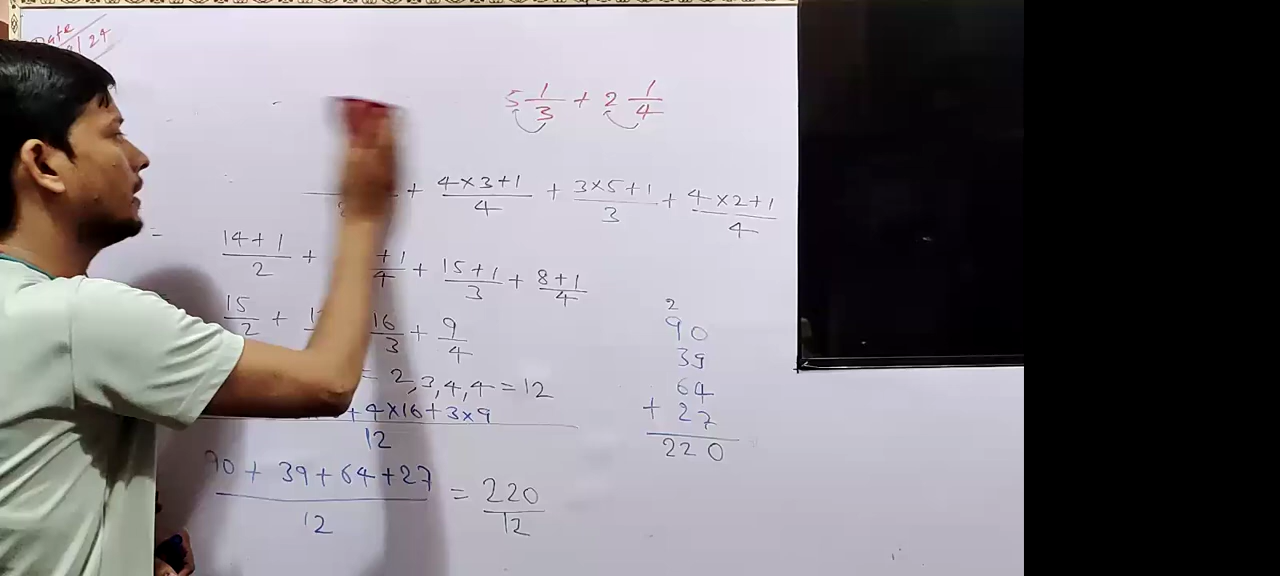 Date
24
5 1/3 + 2 1/4
+ 4×3+1/4 + 3×5+1/3 + 4×2+1/4
= 14+1/2 + +1/4 + 15+1/3 + 8+1/4
15/2 + 16/3 + 9/4
= 2,3,4,4 = 12
+ 4×16+3×9
12
90 + 39+64+27/12 = 220/12
2
90
39
64
+ 27
220